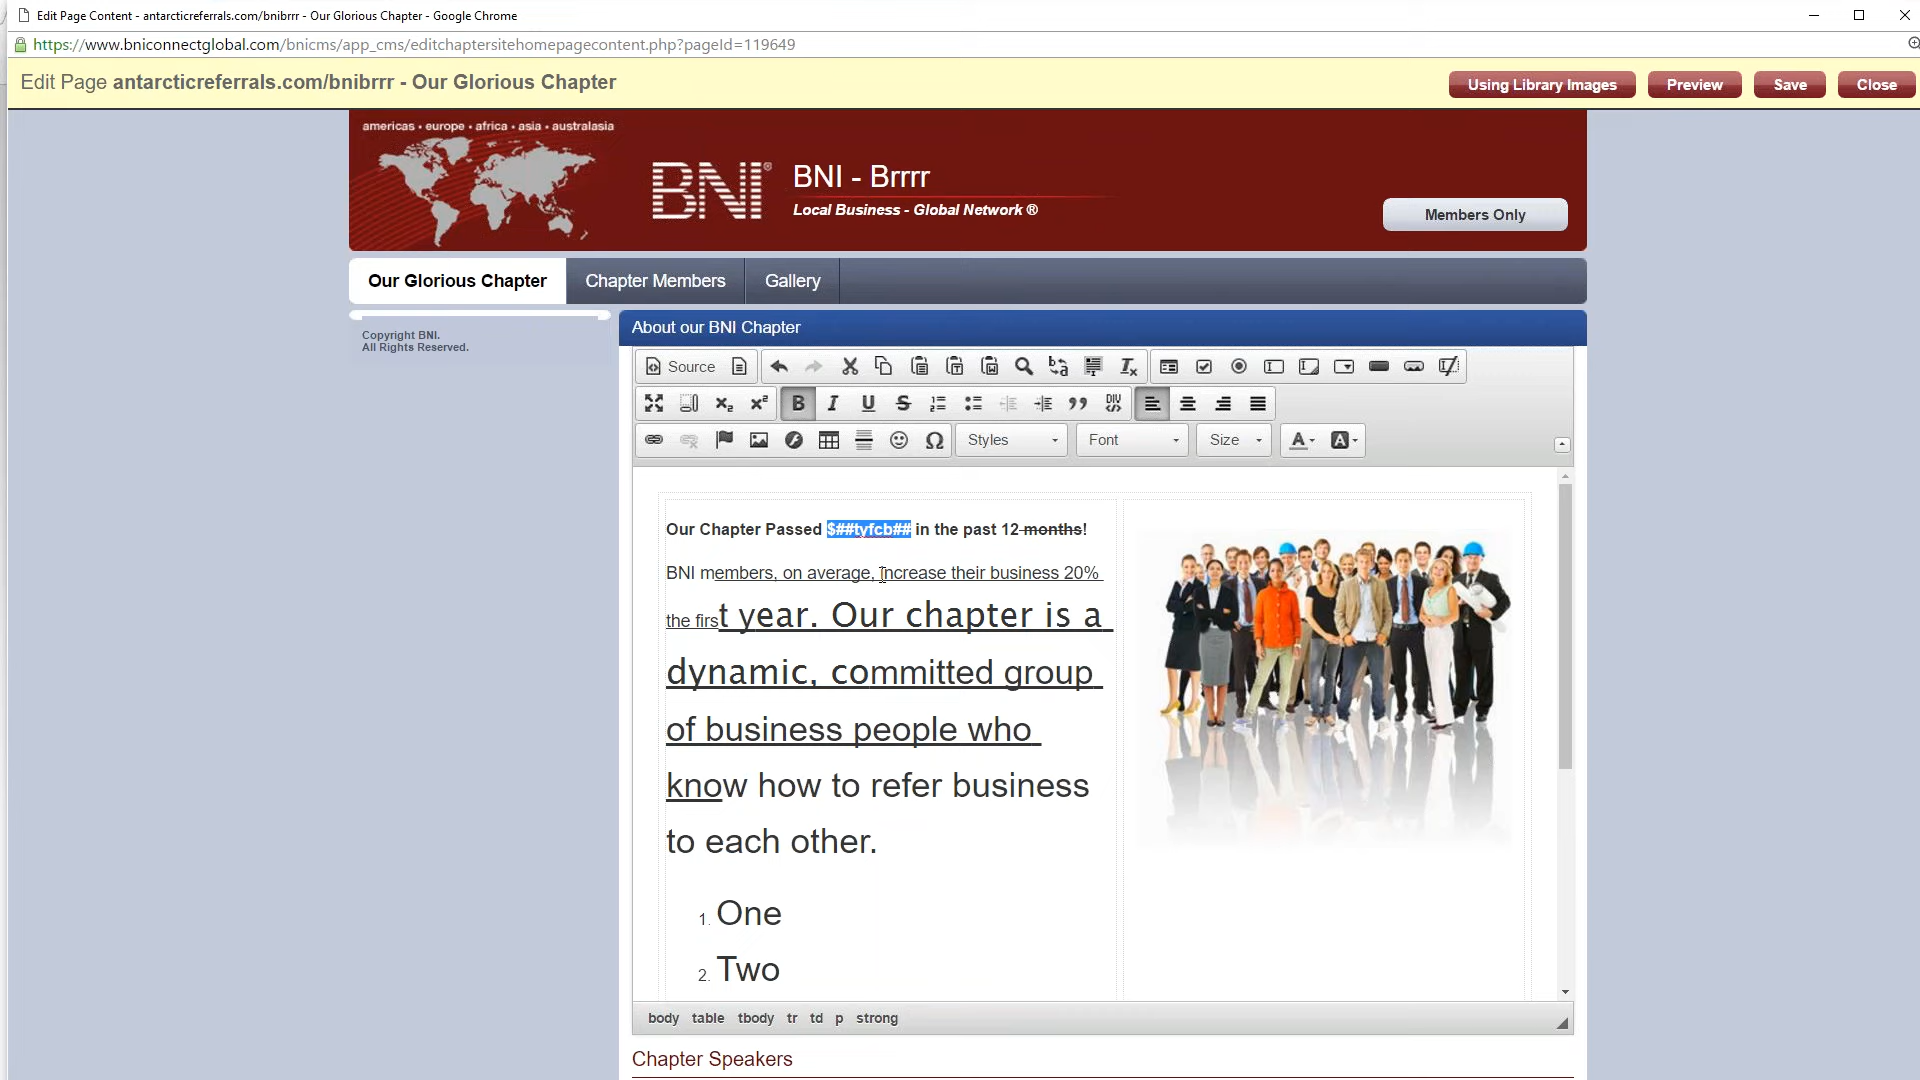 Edit Page Content - antarcticreferrals.com/bnibrrr - Our Glorious Chapter - Google Chrome
https://www.bniconnectglobal.com/bnicms/app_cms/editchaptersitehomepagecontent.php?pageId=119649
Edit Page antarcticreferrals.com/bnibrrr - Our Glorious Chapter
Using Library Images
Preview
Save
Close
americas • europe • africa • asia • australasia
BNI®
BNI - Brrrr
Local Business - Global Network ®
Members Only
Our Glorious Chapter
Chapter Members
Gallery
Copyright BNI.
All Rights Reserved.
About our BNI Chapter
Source
Styles
Font
Size
Our Chapter Passed $##tyfcb## in the past 12 months!
BNI members, on average, increase their business 20%
the first year. Our chapter is a
dynamic, committed group
of business people who
know how to refer business
to each other.
1. One
2. Two
body table tbody tr td p strong
Chapter Speakers